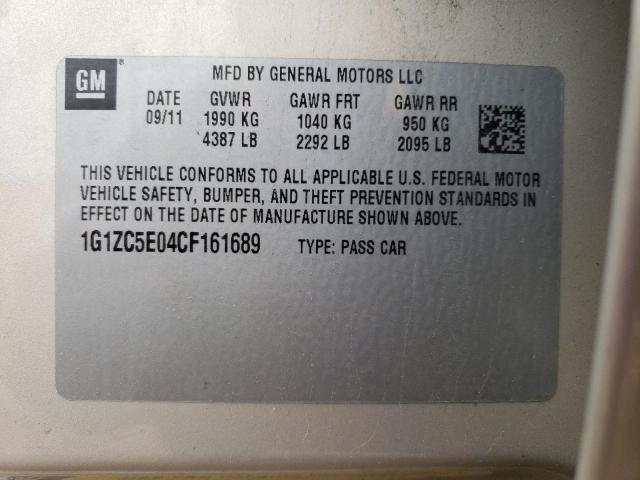 GM®
MFD BY GENERAL MOTORS LLC
DATE GVWR GAWR FRT GAWR RR
09/11 1990 KG 1040 KG 950 KG
4387 LB 2292 LB 2095 LB
THIS VEHICLE CONFORMS TO ALL APPLICABLE U.S. FEDERAL MOTOR
VEHICLE SAFETY, BUMPER, AND THEFT PREVENTION STANDARDS IN
EFFECT ON THE DATE OF MANUFACTURE SHOWN ABOVE.
1G1ZC5E04CF161689 TYPE: PASS CAR